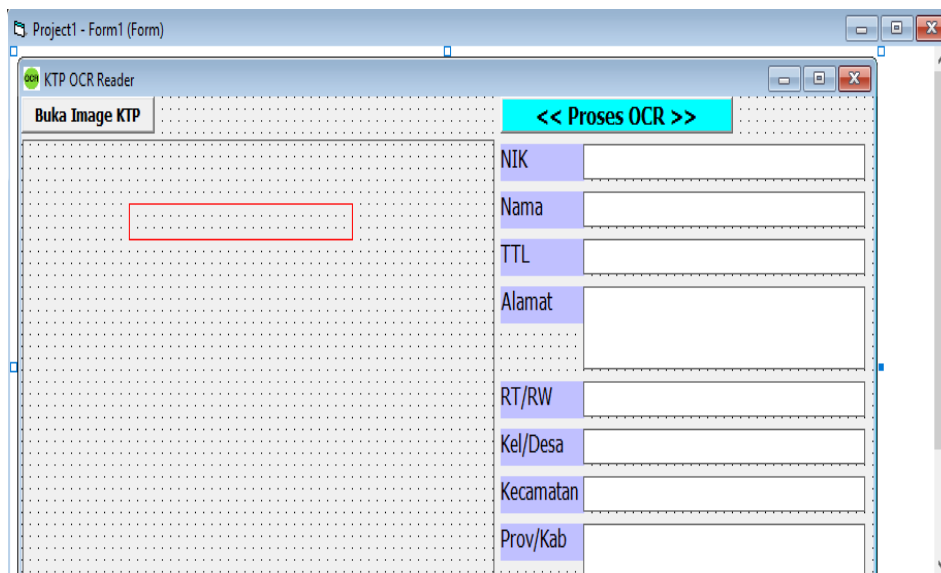 Project1 - Form1 (Form)
OCR KTP OCR Reader
Buka Image KTP
<< Proses OCR >>
NIK
Nama
TTL
Alamat
RT/RW
Kel/Desa
Kecamatan
Prov/Kab